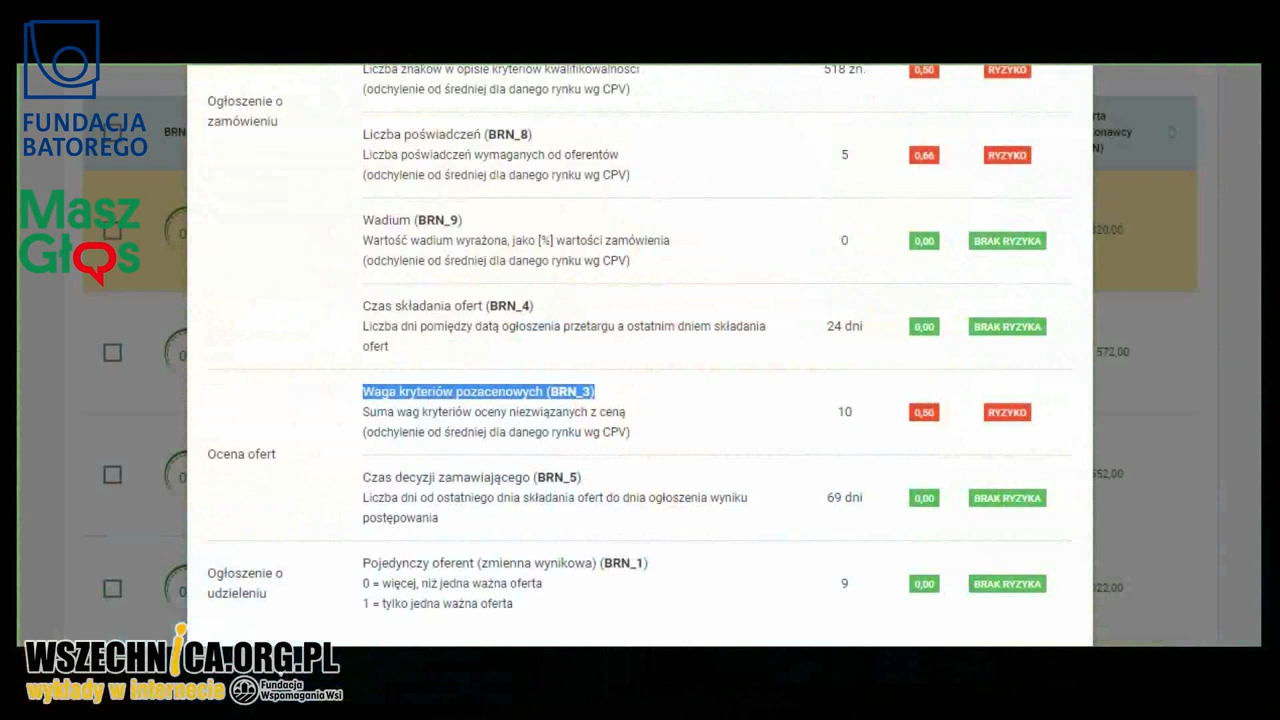 FUNDACJA
BATOREGO
Masz
Głos
BRN
Ogłoszenie o
zamówieniu
Liczba znaków w opisie kryteriów kwalifikowalności
(odchylenie od średniej dla danego rynku wg CPV)
518 zn.
0,50
RYZYKO
Liczba poświadczeń (BRN_8)
Liczba poświadczeń wymaganych od oferentów
(odchylenie od średniej dla danego rynku wg CPV)
5
0,66
RYZYKO
Wadium (BRN_9)
Wartość wadium wyrażona, jako [%] wartości zamówienia
(odchylenie od średniej dla danego rynku wg CPV)
0
0,00
BRAK RYZYKA
Czas składania ofert (BRN_4)
Liczba dni pomiędzy datą ogłoszenia przetargu a ostatnim dniem składania
ofert
24 dni
0,00
BRAK RYZYKA
Ocena ofert
Waga kryteriów pozacenowych (BRN_3)
Suma wag kryteriów oceny niezwiązanych z ceną
(odchylenie od średniej dla danego rynku wg CPV)
10
0,50
RYZYKO
Czas decyzji zamawiającego (BRN_5)
Liczba dni od ostatniego dnia składania ofert do dnia ogłoszenia wyniku
postępowania
69 dni
0,00
BRAK RYZYKA
Ogłoszenie o
udzieleniu
Pojedynczy oferent (zmienna wynikowa) (BRN_1)
0 = więcej, niż jedna ważna oferta
1 = tylko jedna ważna oferta
9
0,00
BRAK RYZYKA
rta
onawcy
N)
820,00
572,00
552,00
022,00
WSZECHNICA.ORG.PL
wykłady w internecie
Fundacja
Wspomagania Wsi